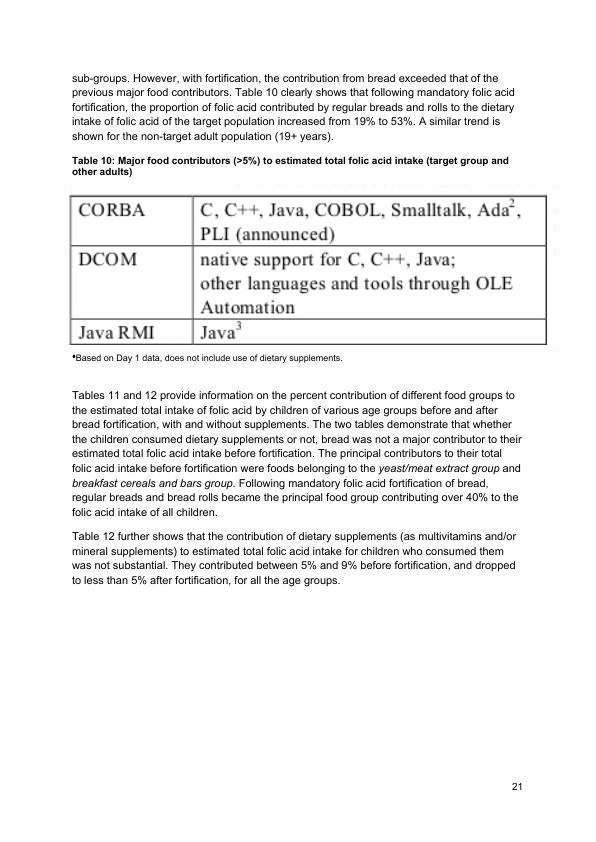 sub-groups. However, with fortification, the contribution from bread exceeded that of the
previous major food contributors. Table 10 clearly shows that following mandatory folic acid
fortification, the proportion of folic acid contributed by regular breads and rolls to the dietary
intake of folic acid of the target population increased from 19% to 53%. A similar trend is
shown for the non-target adult population (19+ years).
Table 10: Major food contributors (>5%) to estimated total folic acid intake (target group and
other adults)
CORBA C, C++, Java, COBOL, Smalltalk, Ada², 
PLI (announced)
DCOM native support for C, C++, Java;
other languages and tools through OLE
Automation
Java RMI Java³
*Based on Day 1 data, does not include use of dietary supplements.
Tables 11 and 12 provide information on the percent contribution of different food groups to
the estimated total intake of folic acid by children of various age groups before and after
bread fortification, with and without supplements. The two tables demonstrate that whether
the children consumed dietary supplements or not, bread was not a major contributor to their
estimated total folic acid intake before fortification. The principal contributors to their total
folic acid intake before fortification were foods belonging to the yeast/meat extract group and
breakfast cereals and bars group. Following mandatory folic acid fortification of bread,
regular breads and bread rolls became the principal food group contributing over 40% to the
folic acid intake of all children.
Table 12 further shows that the contribution of dietary supplements (as multivitamins and/or
mineral supplements) to estimated total folic acid intake for children who consumed them
was not substantial. They contributed between 5% and 9% before fortification, and dropped
to less than 5% after fortification, for all the age groups.
21